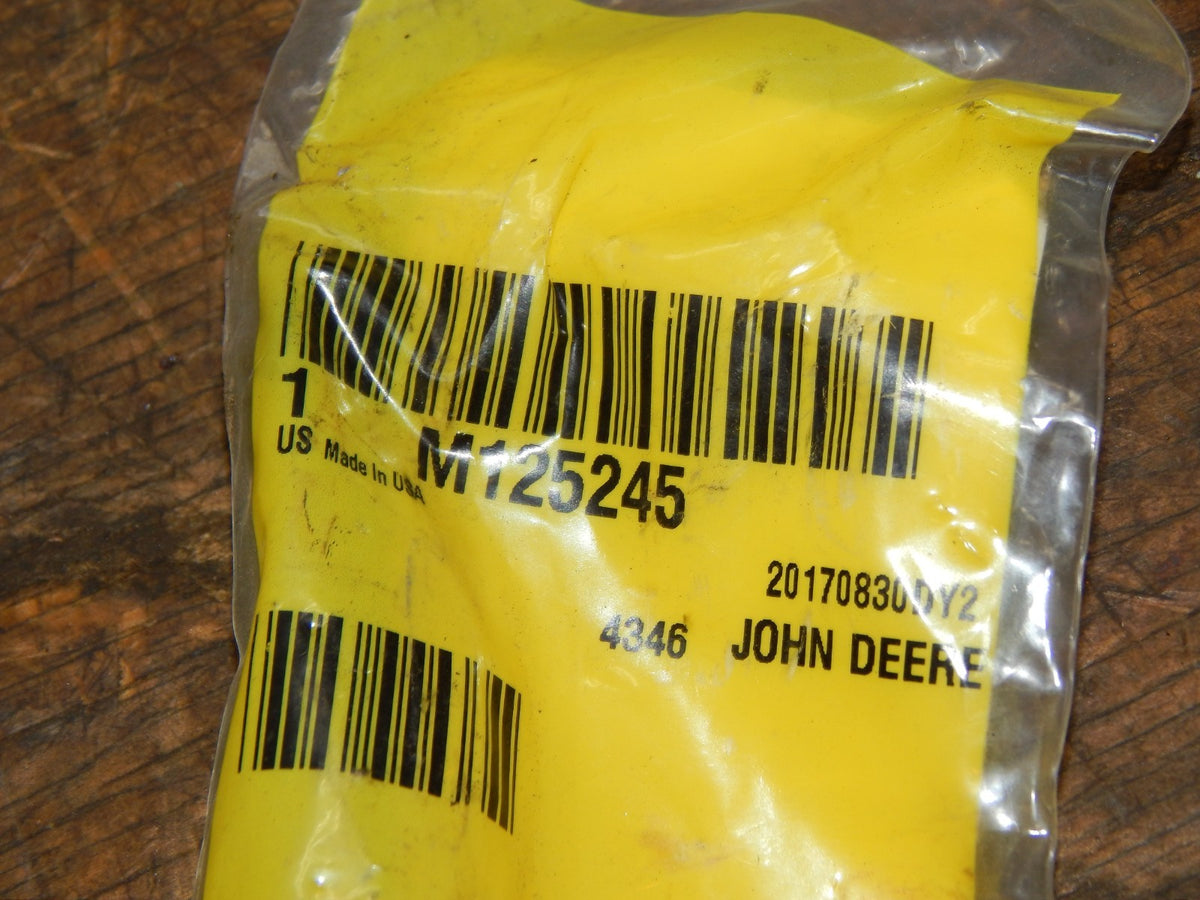 1
US Made In USA M125245
20170830DY2
4346 JOHN DEERE